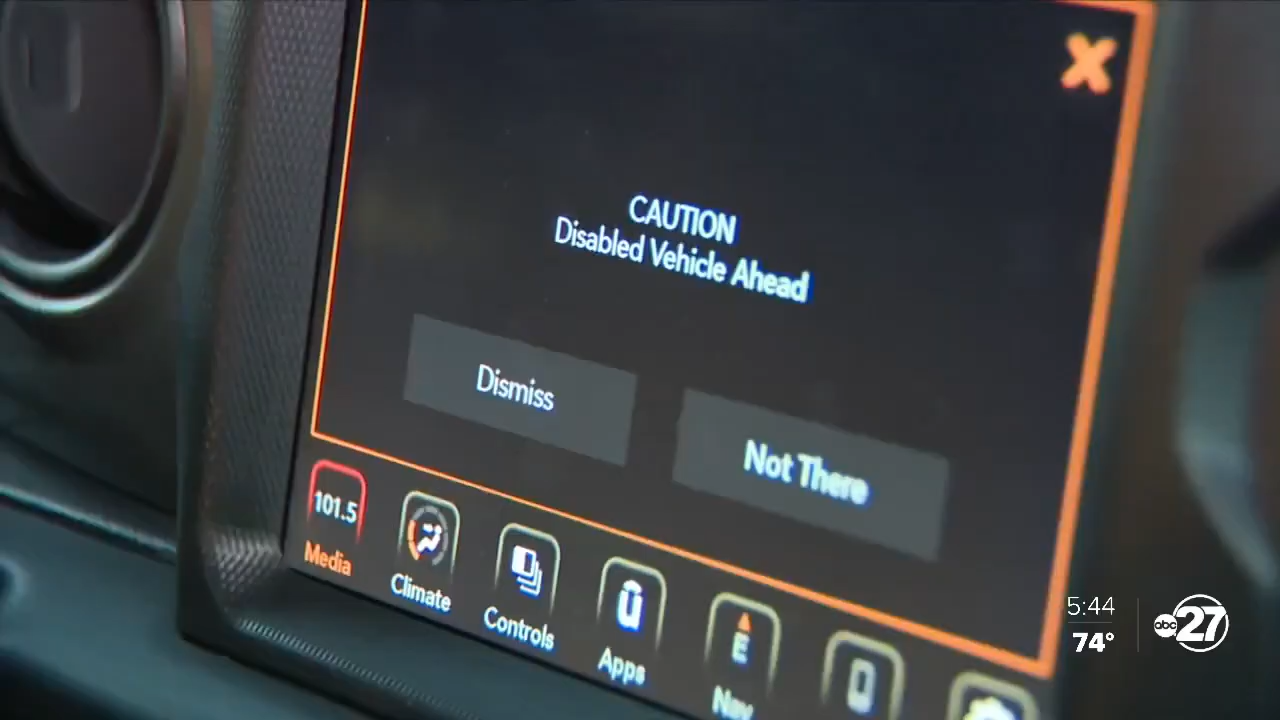 CAUTION
Disabled Vehicle Ahead
Dismiss
Not There
101.5
Media
Climate
Controls
Apps
E
Nav
5:44
74°
abc 27